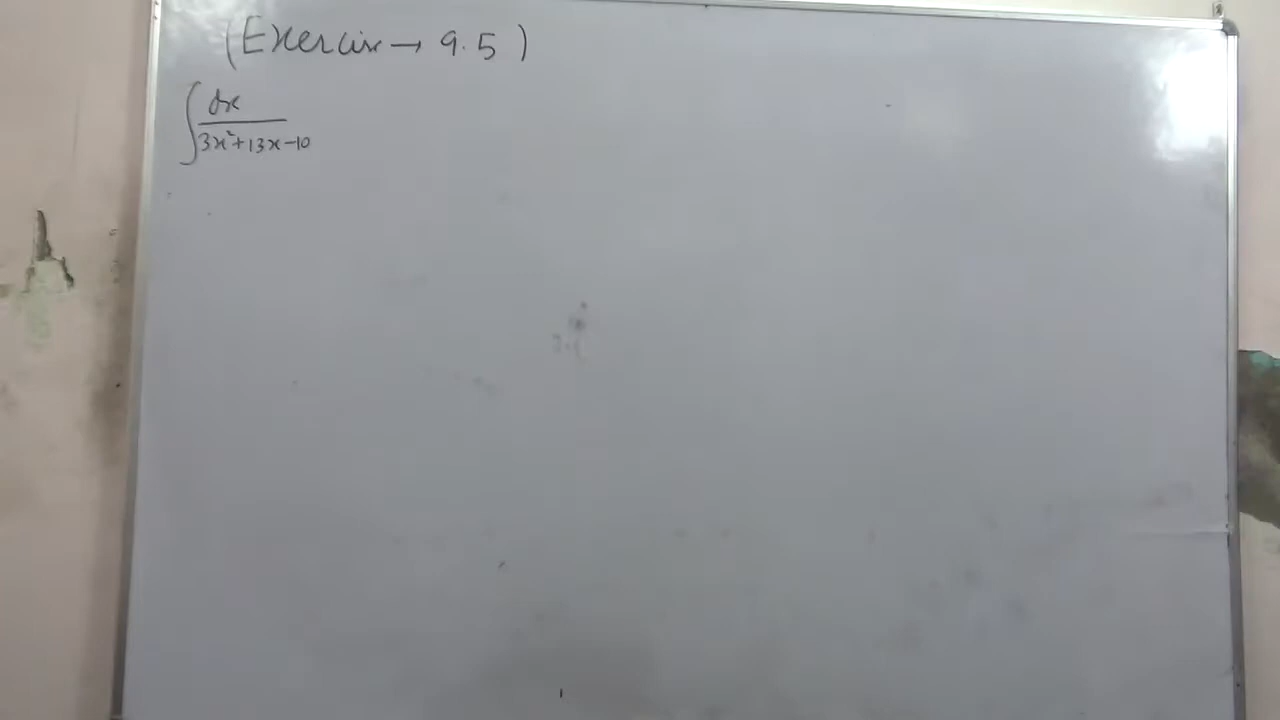 (Exercise → 9.5)
∫ dx / 3x²+13x-10